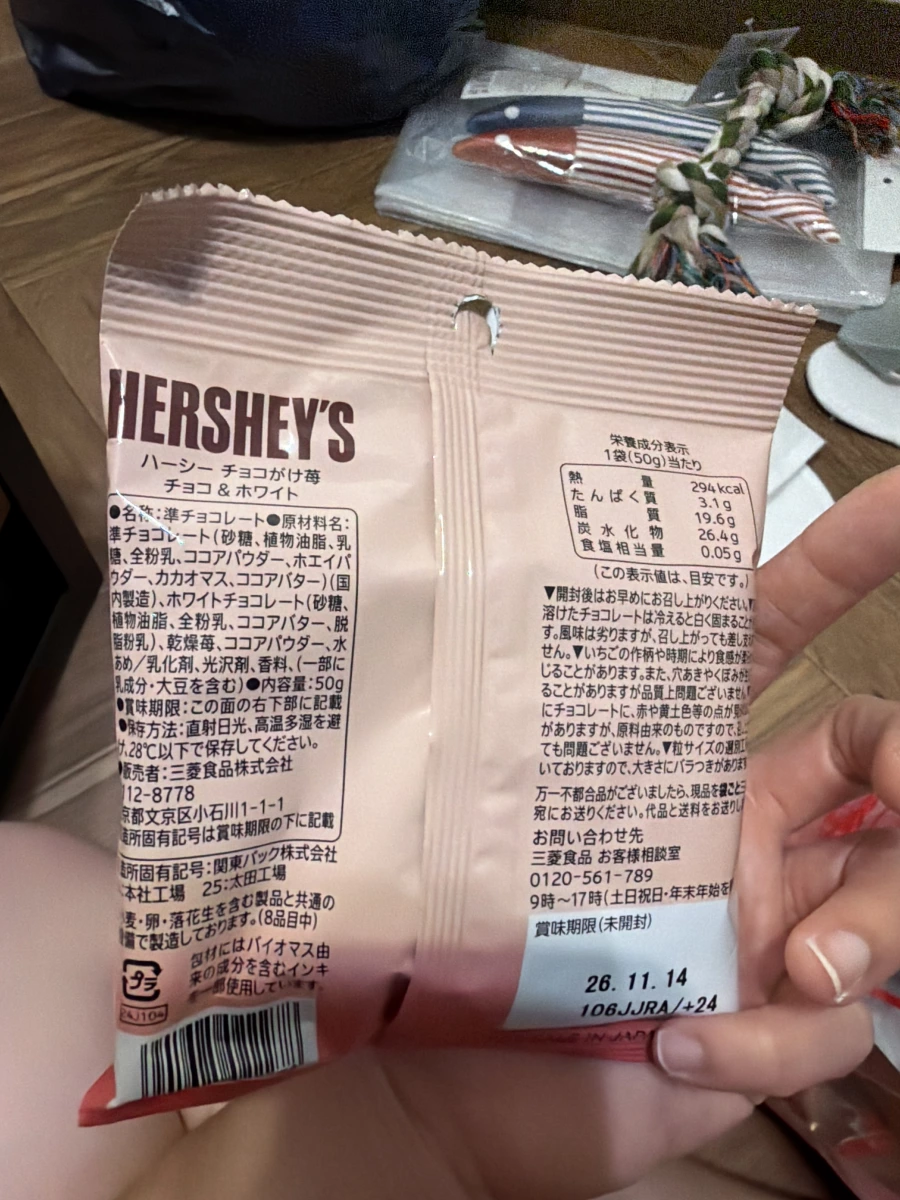 HERSHEY'S
ハーシー チョコがけ苺
チョコ & ホワイト
●名称:準チョコレート●原材料名:
準チョコレート(砂糖、植物油脂、乳
糖、全粉乳、ココアパウダー、ホエイパ
ウダー、カカオマス、ココアバター)(国
内製造)、ホワイトチョコレート(砂糖、
植物油脂、全粉乳、ココアバター、脱
脂粉乳)、乾燥苺、ココアパウダー、水
あめ/乳化剤、光沢剤、香料、(一部に
乳成分・大豆を含む)●内容量:50g
●賞味期限:この面の右下部に記載
●保存方法:直射日光、高温多湿を避
け、28℃以下で保存してください。
●販売者:三菱食品株式会社
112-8778
京都文京区小石川1-1-1
造所固有記号は賞味期限の下に記載
造所固有記号:関東パック株式会社
本社工場 25:太田工場
麦・卵・落花生を含む製品と共通の
備で製造しております。(8品目中)
包材にはバイオマス由
来の成分を含むインキ
を一部使用しています。
プラ
24J104
栄養成分表示
1袋(50g)当たり
熱量 294kcal
たんぱく質 3.1g
脂質 19.6g
炭水化物 26.4g
食塩相当量 0.05g
(この表示値は、目安です。)
▼開封後はお早めにお召し上がりください。▼
溶けたチョコレートは冷えると白く固まること
す。風味は劣りますが、召し上がっても差し支
せん。▼いちごの作柄や時期により食感が
じることがあります。また、穴あきやくぼみが
ることがありますが品質上問題ございません
にチョコレートに、赤や黄土色等の点が
がありますが、原料由来のものですので、
ても問題ございません。▼粒サイズの選別
いておりますので、大きさにバラつきがありま
万一不都合品がございましたら、現品を袋ごと
宛にお送りください。代品と送料をお送りし
お問い合わせ先
三菱食品 お客様相談室
0120-561-789
9時〜17時(土日祝日・年末年始を
賞味期限(未開封)
26.11.14
106JJRA/+24
MADE IN JAPA